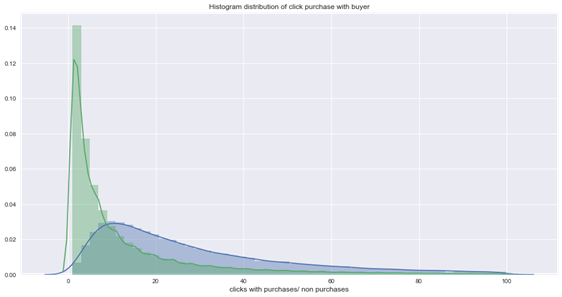 Histogram distribution of click purchase with buyer
0.14
0.12
0.10
0.08
0.06
0.04
0.02
0.00
0 20 40 60 80 100
clicks with purchases/ non purchases